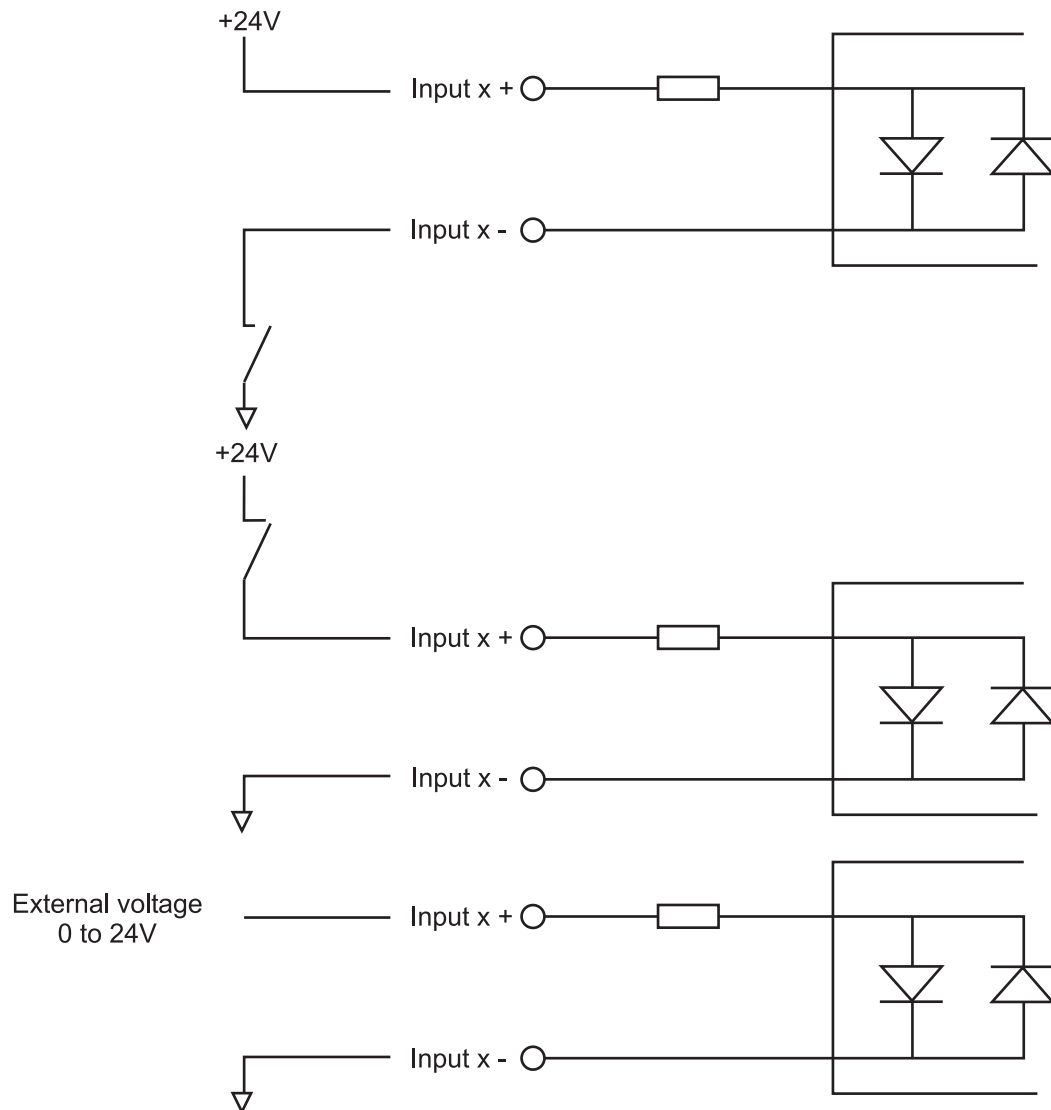 +24V
Input x +
Input x -
+24V
Input x +
Input x -
External voltage
0 to 24V
Input x +
Input x -